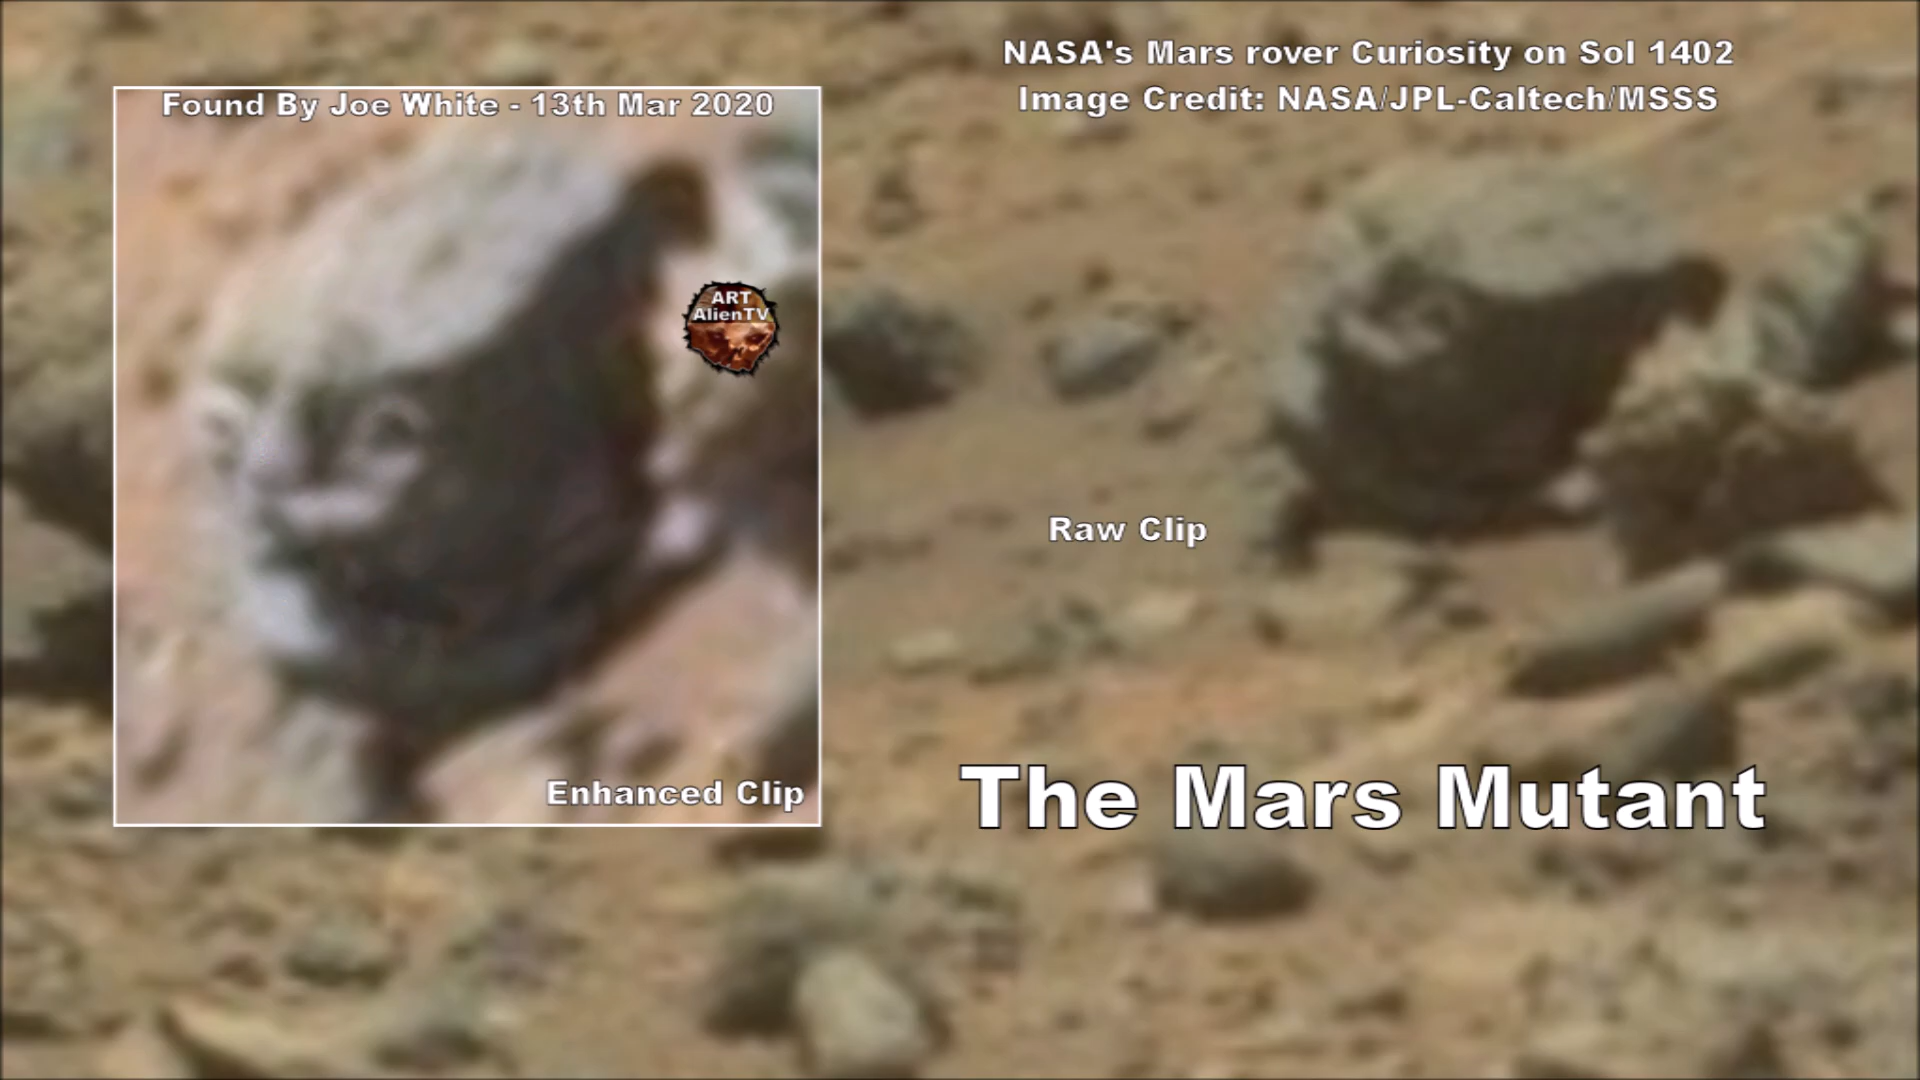 NASA's Mars rover Curiosity on Sol 1402
Image Credit: NASA/JPL-Caltech/MSSS
Found By Joe White - 13th Mar 2020
ART
AlienTV
Raw Clip
Enhanced Clip
The Mars Mutant